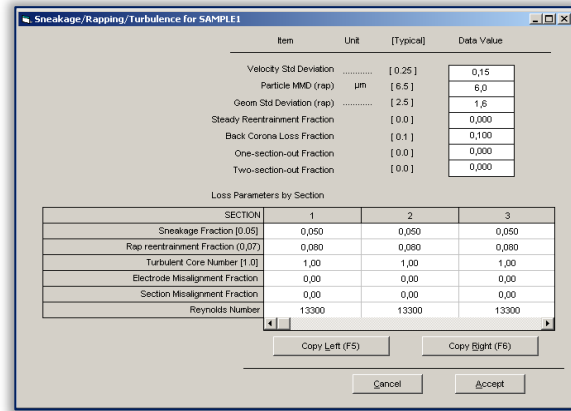 Sneakage/Rapping/Turbulence for SAMPLE1
Item Unit [Typical] Data Value
Velocity Std Deviation ............ [ 0.25 ] 0,15
Particle MMD (rap) µm [ 6.5 ] 6,0
Geom Std Deviation (rap) ............ [ 2.5 ] 1,6
Steady Reentrainment Fraction [ 0.0 ] 0,000
Back Corona Loss Fraction [ 0.1 ] 0,100
One-section-out Fraction [ 0.0 ] 0,000
Two-section-out Fraction [ 0.0 ] 0,000
Loss Parameters by Section
SECTION 1 2 3
Sneakage Fraction [0.05] 0,050 0,050 0,050
Rap reentrainment Fraction (0,07) 0,080 0,080 0,080
Turbulent Core Number [1.0] 1,00 1,00 1,00
Electrode Misalignment Fraction 0,00 0,00 0,00
Section Misalignment Fraction 0,00 0,00 0,00
Reynolds Number 13300 13300 13300
Copy Left (F5) Copy Right (F6)
Cancel Accept